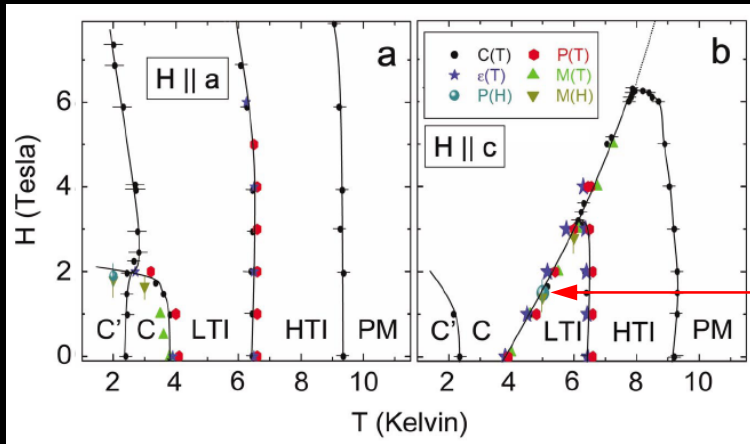 a
H || a
H (Tesla)
6
4
2
0
C' C LTI HTI PM
2 4 6 8 10
b
C(T) P(T)
ε(T) M(T)
P(H) M(H)
H || c
C' C LTI HTI PM
2 4 6 8 10
T (Kelvin)